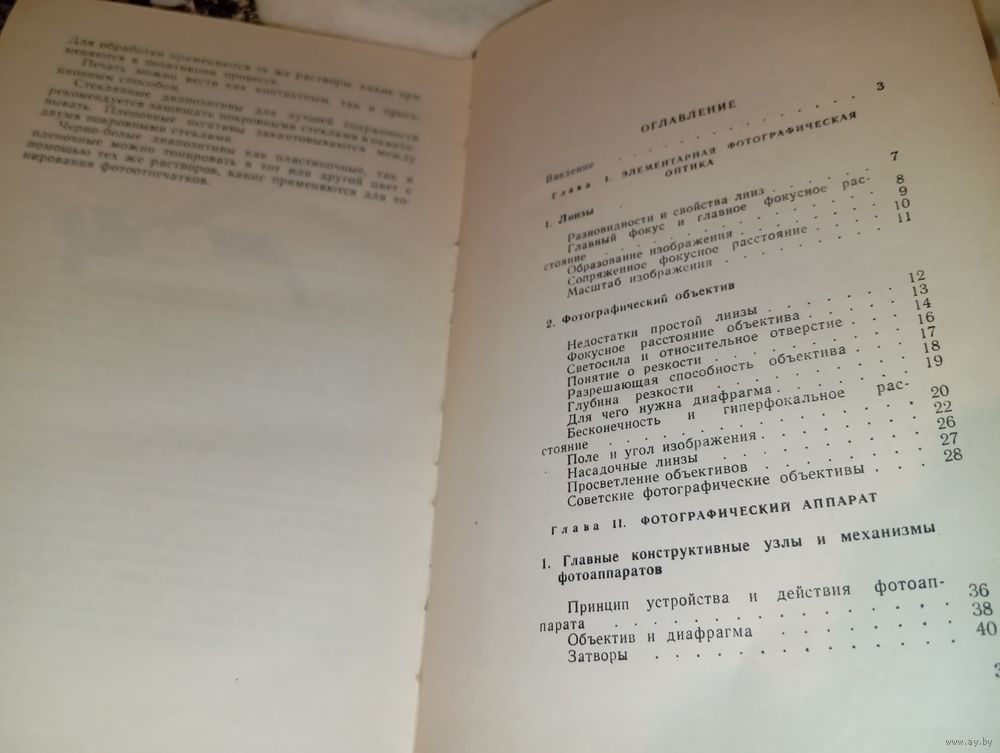 Для обработки применяются те же растворы, какие при-
меняются в позитивном процессе.
Печать можно вести как контактным, так и проек-
ционным способом.
Стеклянные диапозитивы для лучшей сохранности
рекомендуется защищать покровными стеклами и оканто-
вывать. Пленочные негативы закантовываются между
двумя покровными стеклами.
Черно-белые диапозитивы как пластиночные, так и
пленочные можно тонировать в тот или другой цвет с
помощью тех же растворов, какие применяются для то-
нирования фотоотпечатков.
ОГЛАВЛЕНИЕ
Введение . . . . . . . . . . . 3
Глава I. ЭЛЕМЕНТАРНАЯ ФОТОГРАФИЧЕСКАЯ
ОПТИКА
1. Линзы
Разновидности и свойства линз . . . . . . 7
Главный фокус и главное фокусное рас-
стояние . . . . . . . . . . . 8
Образование изображения . . . . . . 9
Сопряженное фокусное расстояние . . . . 10
Масштаб изображения . . . . . . . 11
2. Фотографический объектив
Недостатки простой линзы . . . . . . 12
Фокусное расстояние объектива . . . . . 13
Светосила и относительное отверстие . . . 14
Понятие о резкости . . . . . . . . 16
Разрешающая способность объектива . . . . 17
Глубина резкости . . . . . . . . 18
Для чего нужна диафрагма . . . . . . 19
Бесконечность и гиперфокальное рас-
стояние . . . . . . . . . . . 20
Поле и угол изображения . . . . . . 22
Насадочные линзы . . . . . . . . 26
Просветление объективов . . . . . . 27
Советские фотографические объективы . . . 28
Глава II. ФОТОГРАФИЧЕСКИЙ АППАРАТ
1. Главные конструктивные узлы и механизмы
фотоаппаратов
Принцип устройства и действия фотоап-
парата . . . . . . . . . . . 36
Объектив и диафрагма . . . . . . . 38
Затворы . . . . . . . . . . . 40
www.ay.by